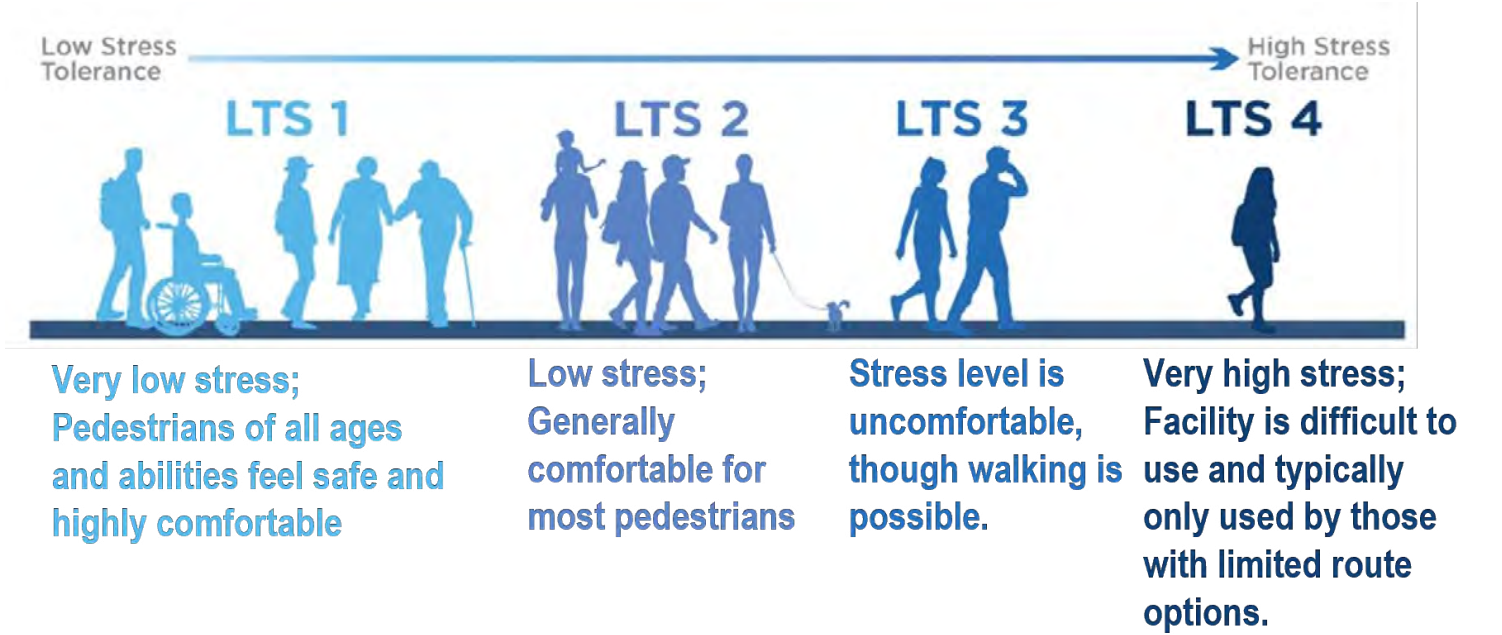 Low Stress
Tolerance
High Stress
Tolerance
LTS 1
LTS 2
LTS 3
LTS 4
Very low stress;
Pedestrians of all ages
and abilities feel safe and
highly comfortable
Low stress;
Generally
comfortable for
most pedestrians
Stress level is
uncomfortable,
though walking is
possible.
Very high stress;
Facility is difficult to
use and typically
only used by those
with limited route
options.